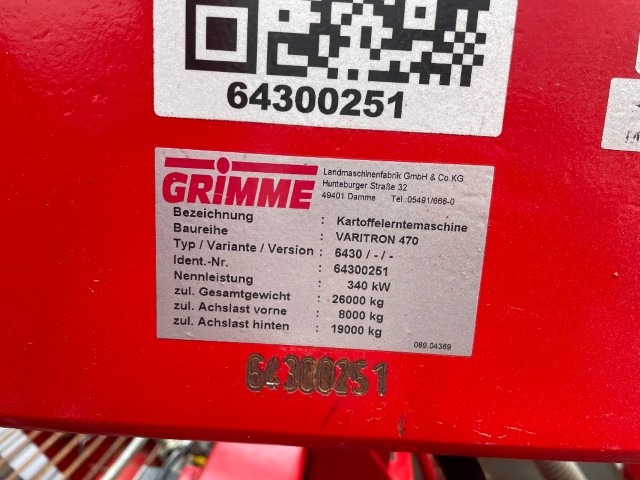 64300251
GRIMME
Landmaschinenfabrik GmbH & Co.KG
Hunteburger Straße 32
49401 Damme Tel.:05491/666-0
Bezeichnung : Kartoffelerntemaschine
Baureihe : VARITRON 470
Typ / Variante / Version : 6430 / - / -
Ident.-Nr. : 64300251
Nennleistung : 340 kW
zul. Gesamtgewicht : 26000 kg
zul. Achslast vorne : 8000 kg
zul. Achslast hinten : 19000 kg
089.04369
64300251